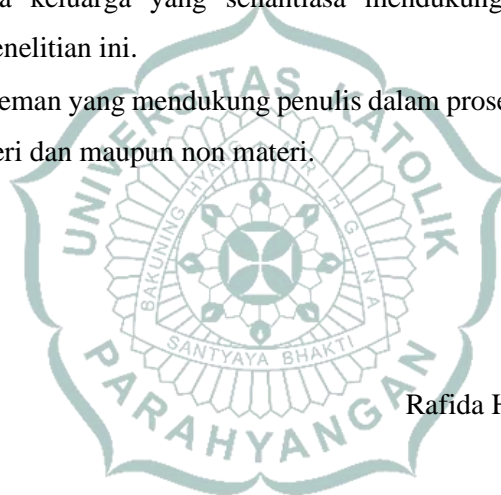 a keluarga yang senantiasa mendukung
enelitian ini.
eman yang mendukung penulis dalam prose
eri dan maupun non materi.
UNIVERSITAS KATOLIK
BAKUNING HYANG MRIH GUNA
SANTYAYA BHAKTI
PARAHYANGAN
Rafida H